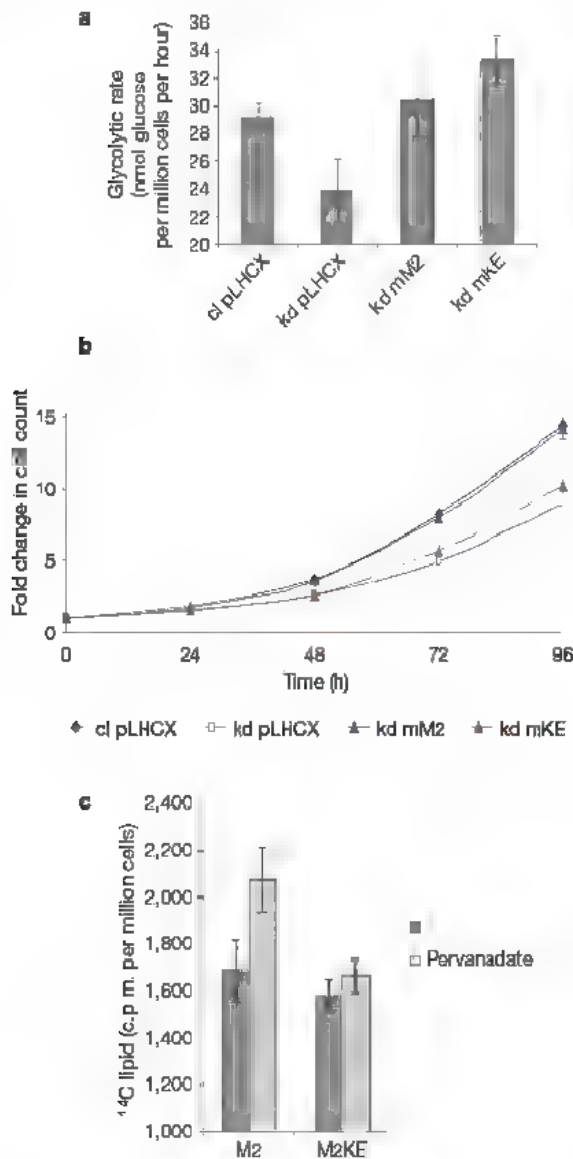 a
Glycolytic rate
(nmol glucose
per million cells per hour)
38
36
34
32
30
28
26
24
22
20
cl pLHCX
kd pLHCX
kd mM2
kd mKE
b
Fold change in cell count
15
10
5
0
0 24 48 72 96
Time (h)
cl pLHCX kd pLHCX kd mM2 kd mKE
c
¹⁴C lipid (c.p.m. per million cells)
2,400
2,200
2,000
1,800
1,600
1,400
1,200
1,000
Pervanadate
M2 M2KE